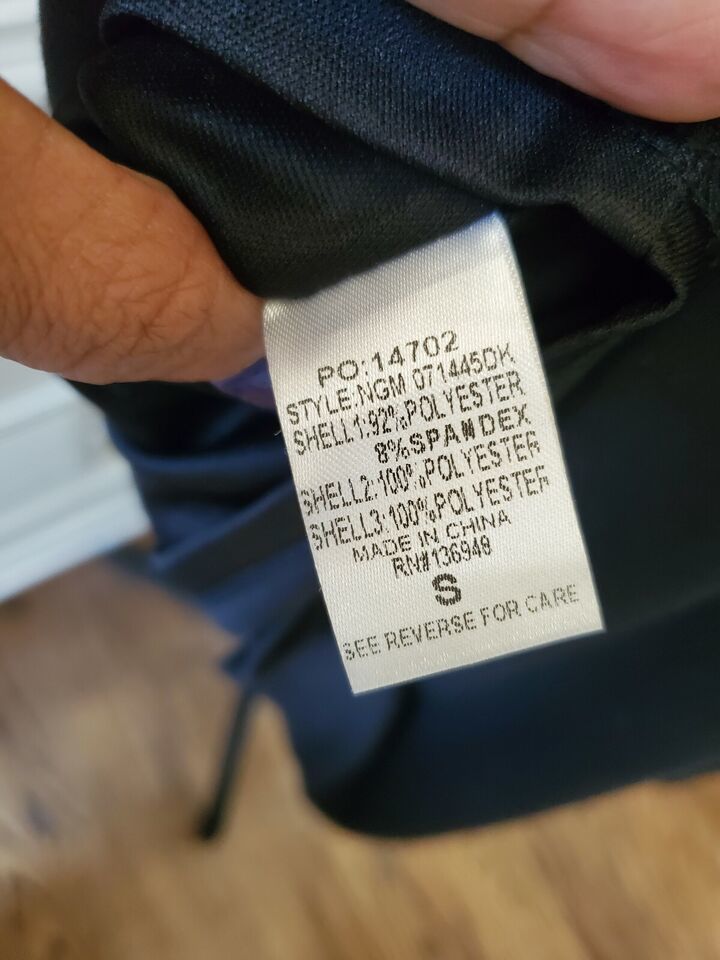 PO:14702
STYLE:NGM 071445DK
SHELL1:92%POLYESTER
8%SPANDEX
SHELL2:100%POLYESTER
SHELL3:100%POLYESTER
MADE IN CHINA
RN#136948
S
SEE REVERSE FOR CARE